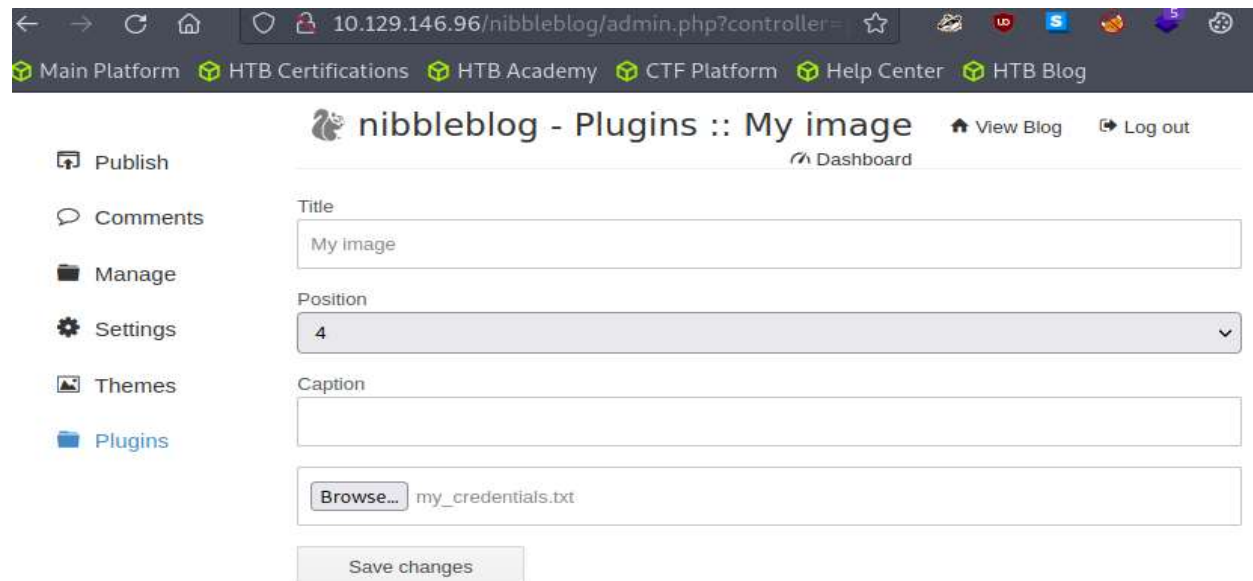 10.129.146.96/nibbleblog/admin.php?controller=
5
Main Platform HTB Certifications HTB Academy CTF Platform Help Center HTB Blog
nibbleblog - Plugins :: My image View Blog Log out
Dashboard
Publish
Comments
Manage
Settings
Themes
Plugins
Title
My image
Position
4
Caption
Browse... my_credentials.txt
Save changes